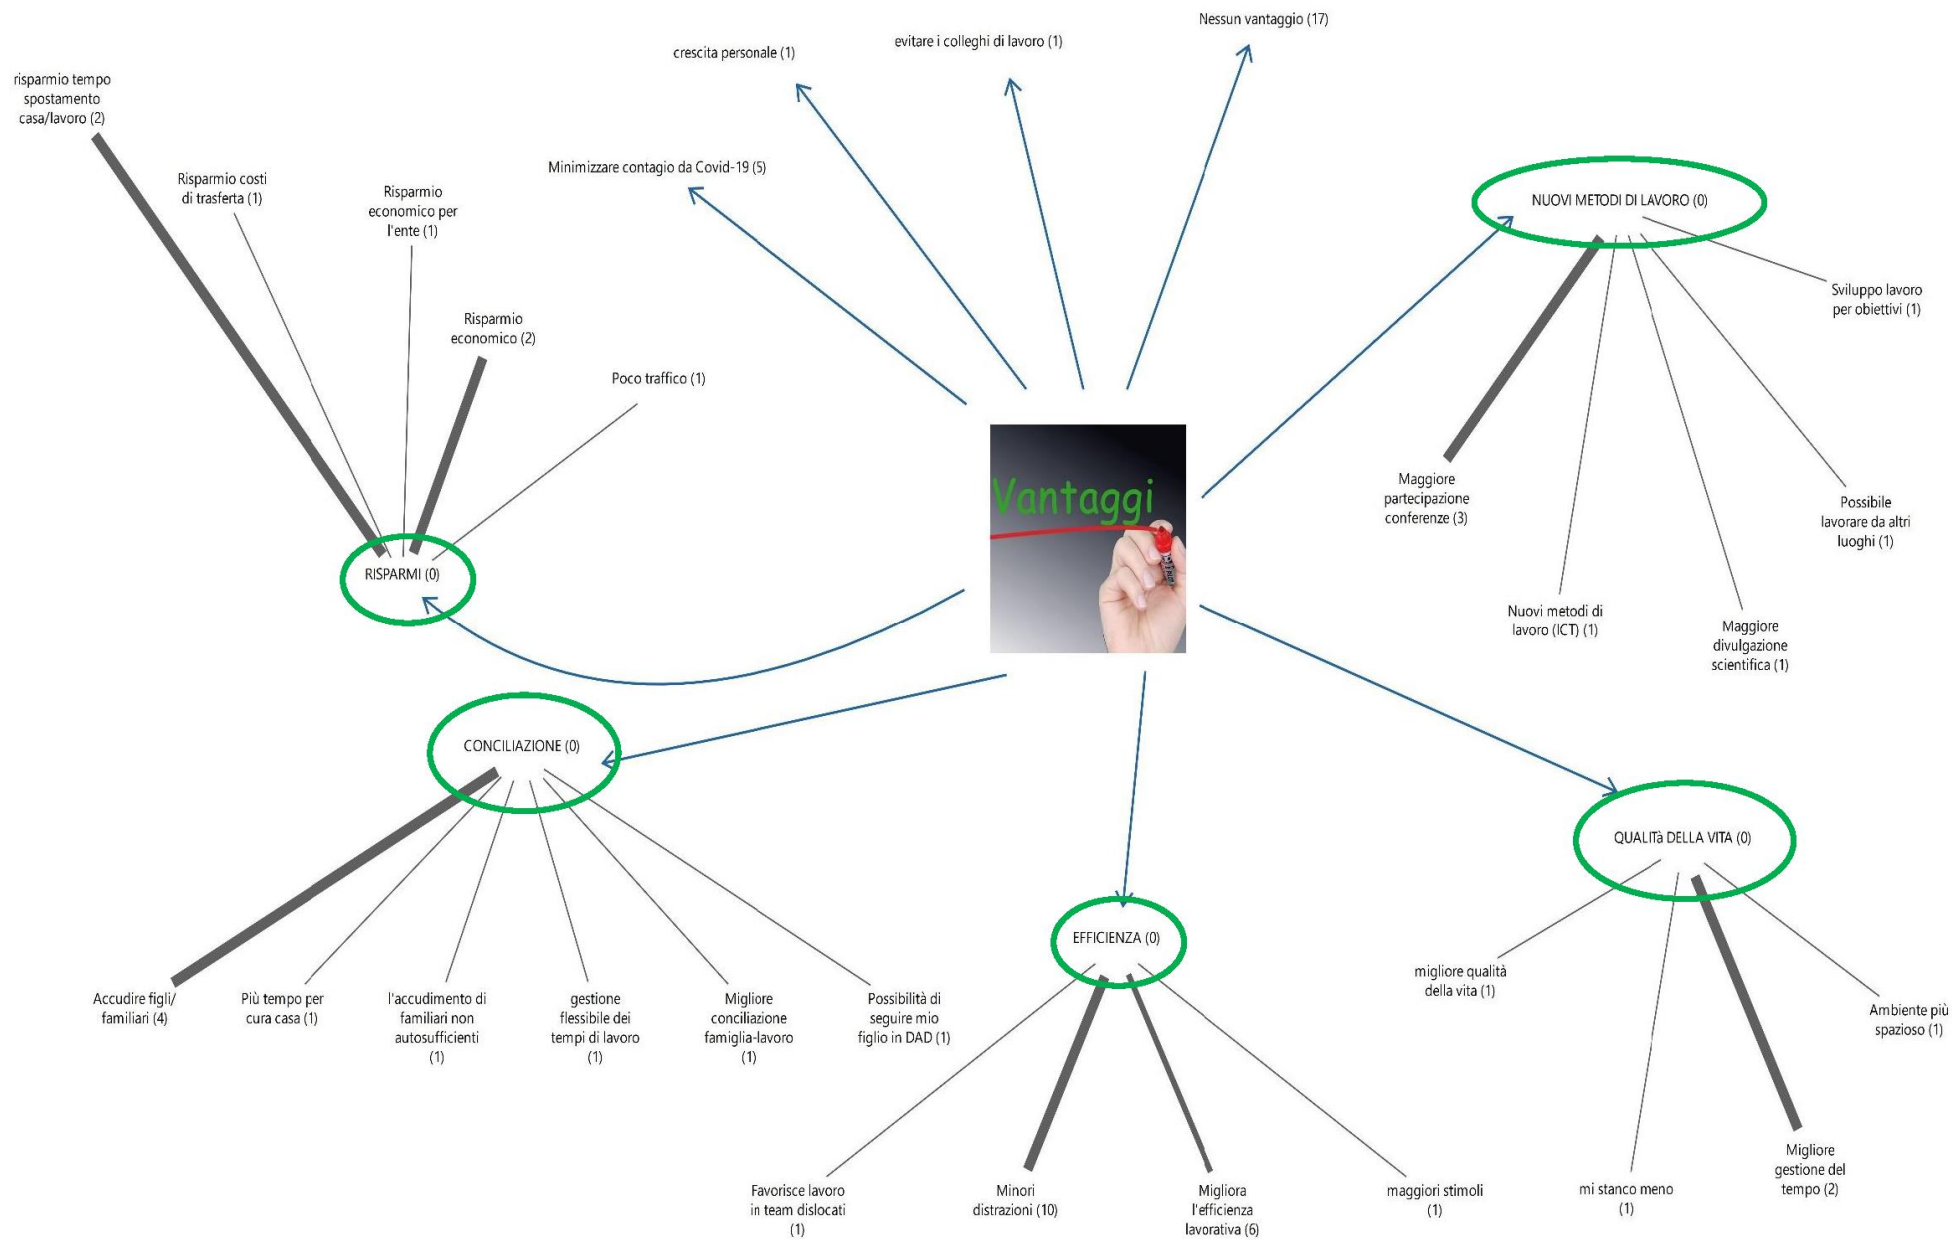 Nessun vantaggio (17)
evitare i colleghi di lavoro (1)
crescita personale (1)
Minimizzare contagio da Covid-19 (5)
risparmio tempo
spostamento
casa/lavoro (2)
Risparmio costi
di trasferta (1)
Risparmio
economico per
l'ente (1)
Risparmio
economico (2)
Poco traffico (1)
RISPARMI (0)
Vantaggi
NUOVI METODI DI LAVORO (0)
Sviluppo lavoro
per obiettivi (1)
Maggiore
partecipazione
conferenze (3)
Possibile
lavorare da altri
luoghi (1)
Nuovi metodi di
lavoro (ICT) (1)
Maggiore
divulgazione
scientifica (1)
CONCILIAZIONE (0)
Accudire figli/
familiari (4)
Più tempo per
cura casa (1)
l'accudimento di
familiari non
autosufficienti
(1)
gestione
flessibile dei
tempi di lavoro
(1)
Migliore
conciliazione
famiglia-lavoro
(1)
Possibilità di
seguire mio
figlio in DAD (1)
EFFICIENZA (0)
Favorisce lavoro
in team dislocati
(1)
Minori
distrazioni (10)
Migliora
l'efficienza
lavorativa (6)
maggiori stimoli
(1)
QUALITà DELLA VITA (0)
migliore qualità
della vita (1)
mi stanco meno
(1)
Migliore
gestione del
tempo (2)
Ambiente più
spazioso (1)